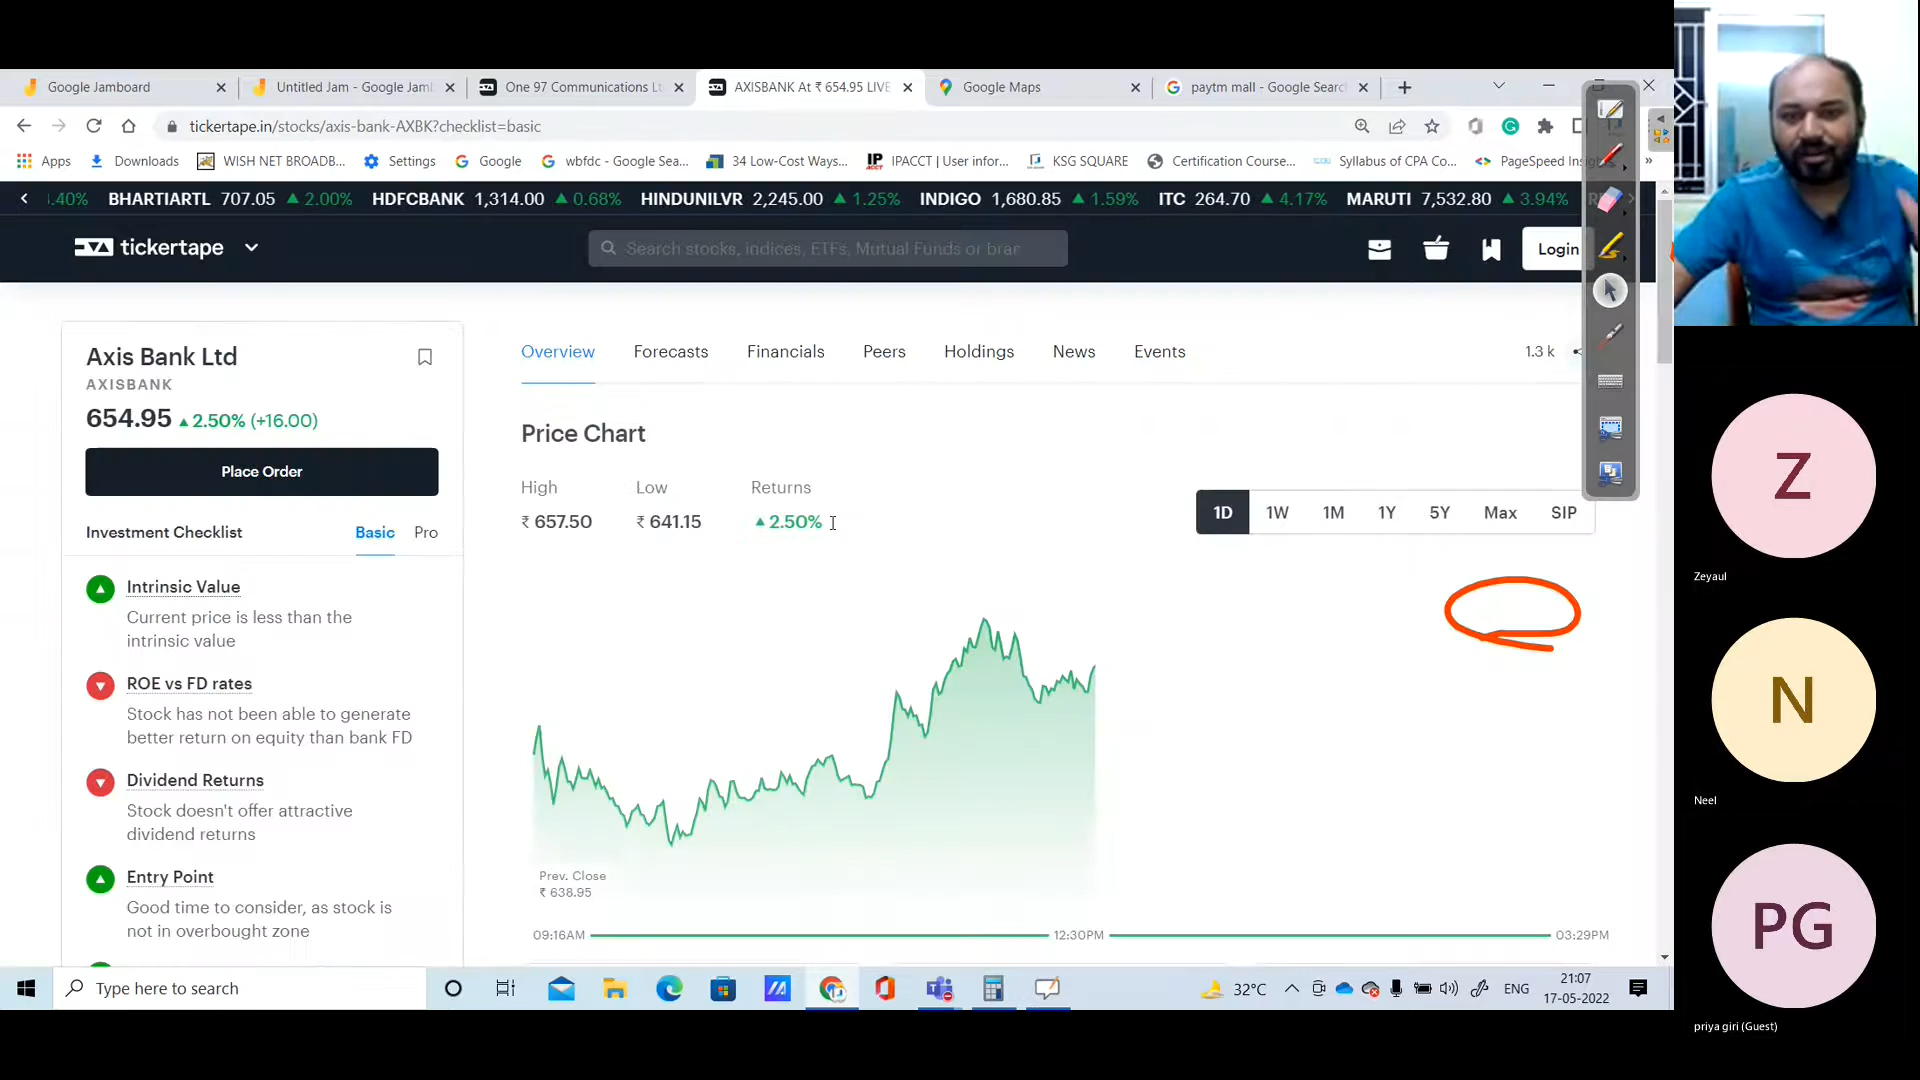 Google Jamboard
Untitled Jam - Google Jam
One 97 Communications Lt
AXISBANK At ₹ 654.95 LIVE
Google Maps
paytm mall - Google Searc
tickertape.in/stocks/axis-bank-AXBK?checklist=basic
Apps
Downloads
WISH NET BROADB...
Settings
Google
wbfdc - Google Sea...
34 Low-Cost Ways...
IPACCT | User infor...
KSG SQUARE
Certification Course...
Syllabus of CPA Co...
PageSpeed Insig
.40% BHARTIARTL 707.05 ▲ 2.00% HDFCBANK 1,314.00 ▲ 0.68% HINDUNILVR 2,245.00 ▲ 1.25% INDIGO 1,680.85 ▲ 1.59% ITC 264.70 ▲ 4.17% MARUTI 7,532.80 ▲ 3.94%
tickertape
Search stocks, indices, ETFs, Mutual Funds or brar
Login
Axis Bank Ltd
AXISBANK
654.95 ▲ 2.50% (+16.00)
Place Order
Investment Checklist Basic Pro
Intrinsic Value
Current price is less than the
intrinsic value
ROE vs FD rates
Stock has not been able to generate
better return on equity than bank FD
Dividend Returns
Stock doesn't offer attractive
dividend returns
Entry Point
Good time to consider, as stock is
not in overbought zone
Overview Forecasts Financials Peers Holdings News Events
1.3 k
Price Chart
High Low Returns
₹ 657.50 ₹ 641.15 ▲ 2.50%
1D 1W 1M 1Y 5Y Max SIP
Prev. Close
₹ 638.95
09:16AM 12:30PM 03:29PM
Type here to search
32°C
ENG
21:07
17-05-2022
Z
Zeyaul
N
Neel
PG
priya giri (Guest)